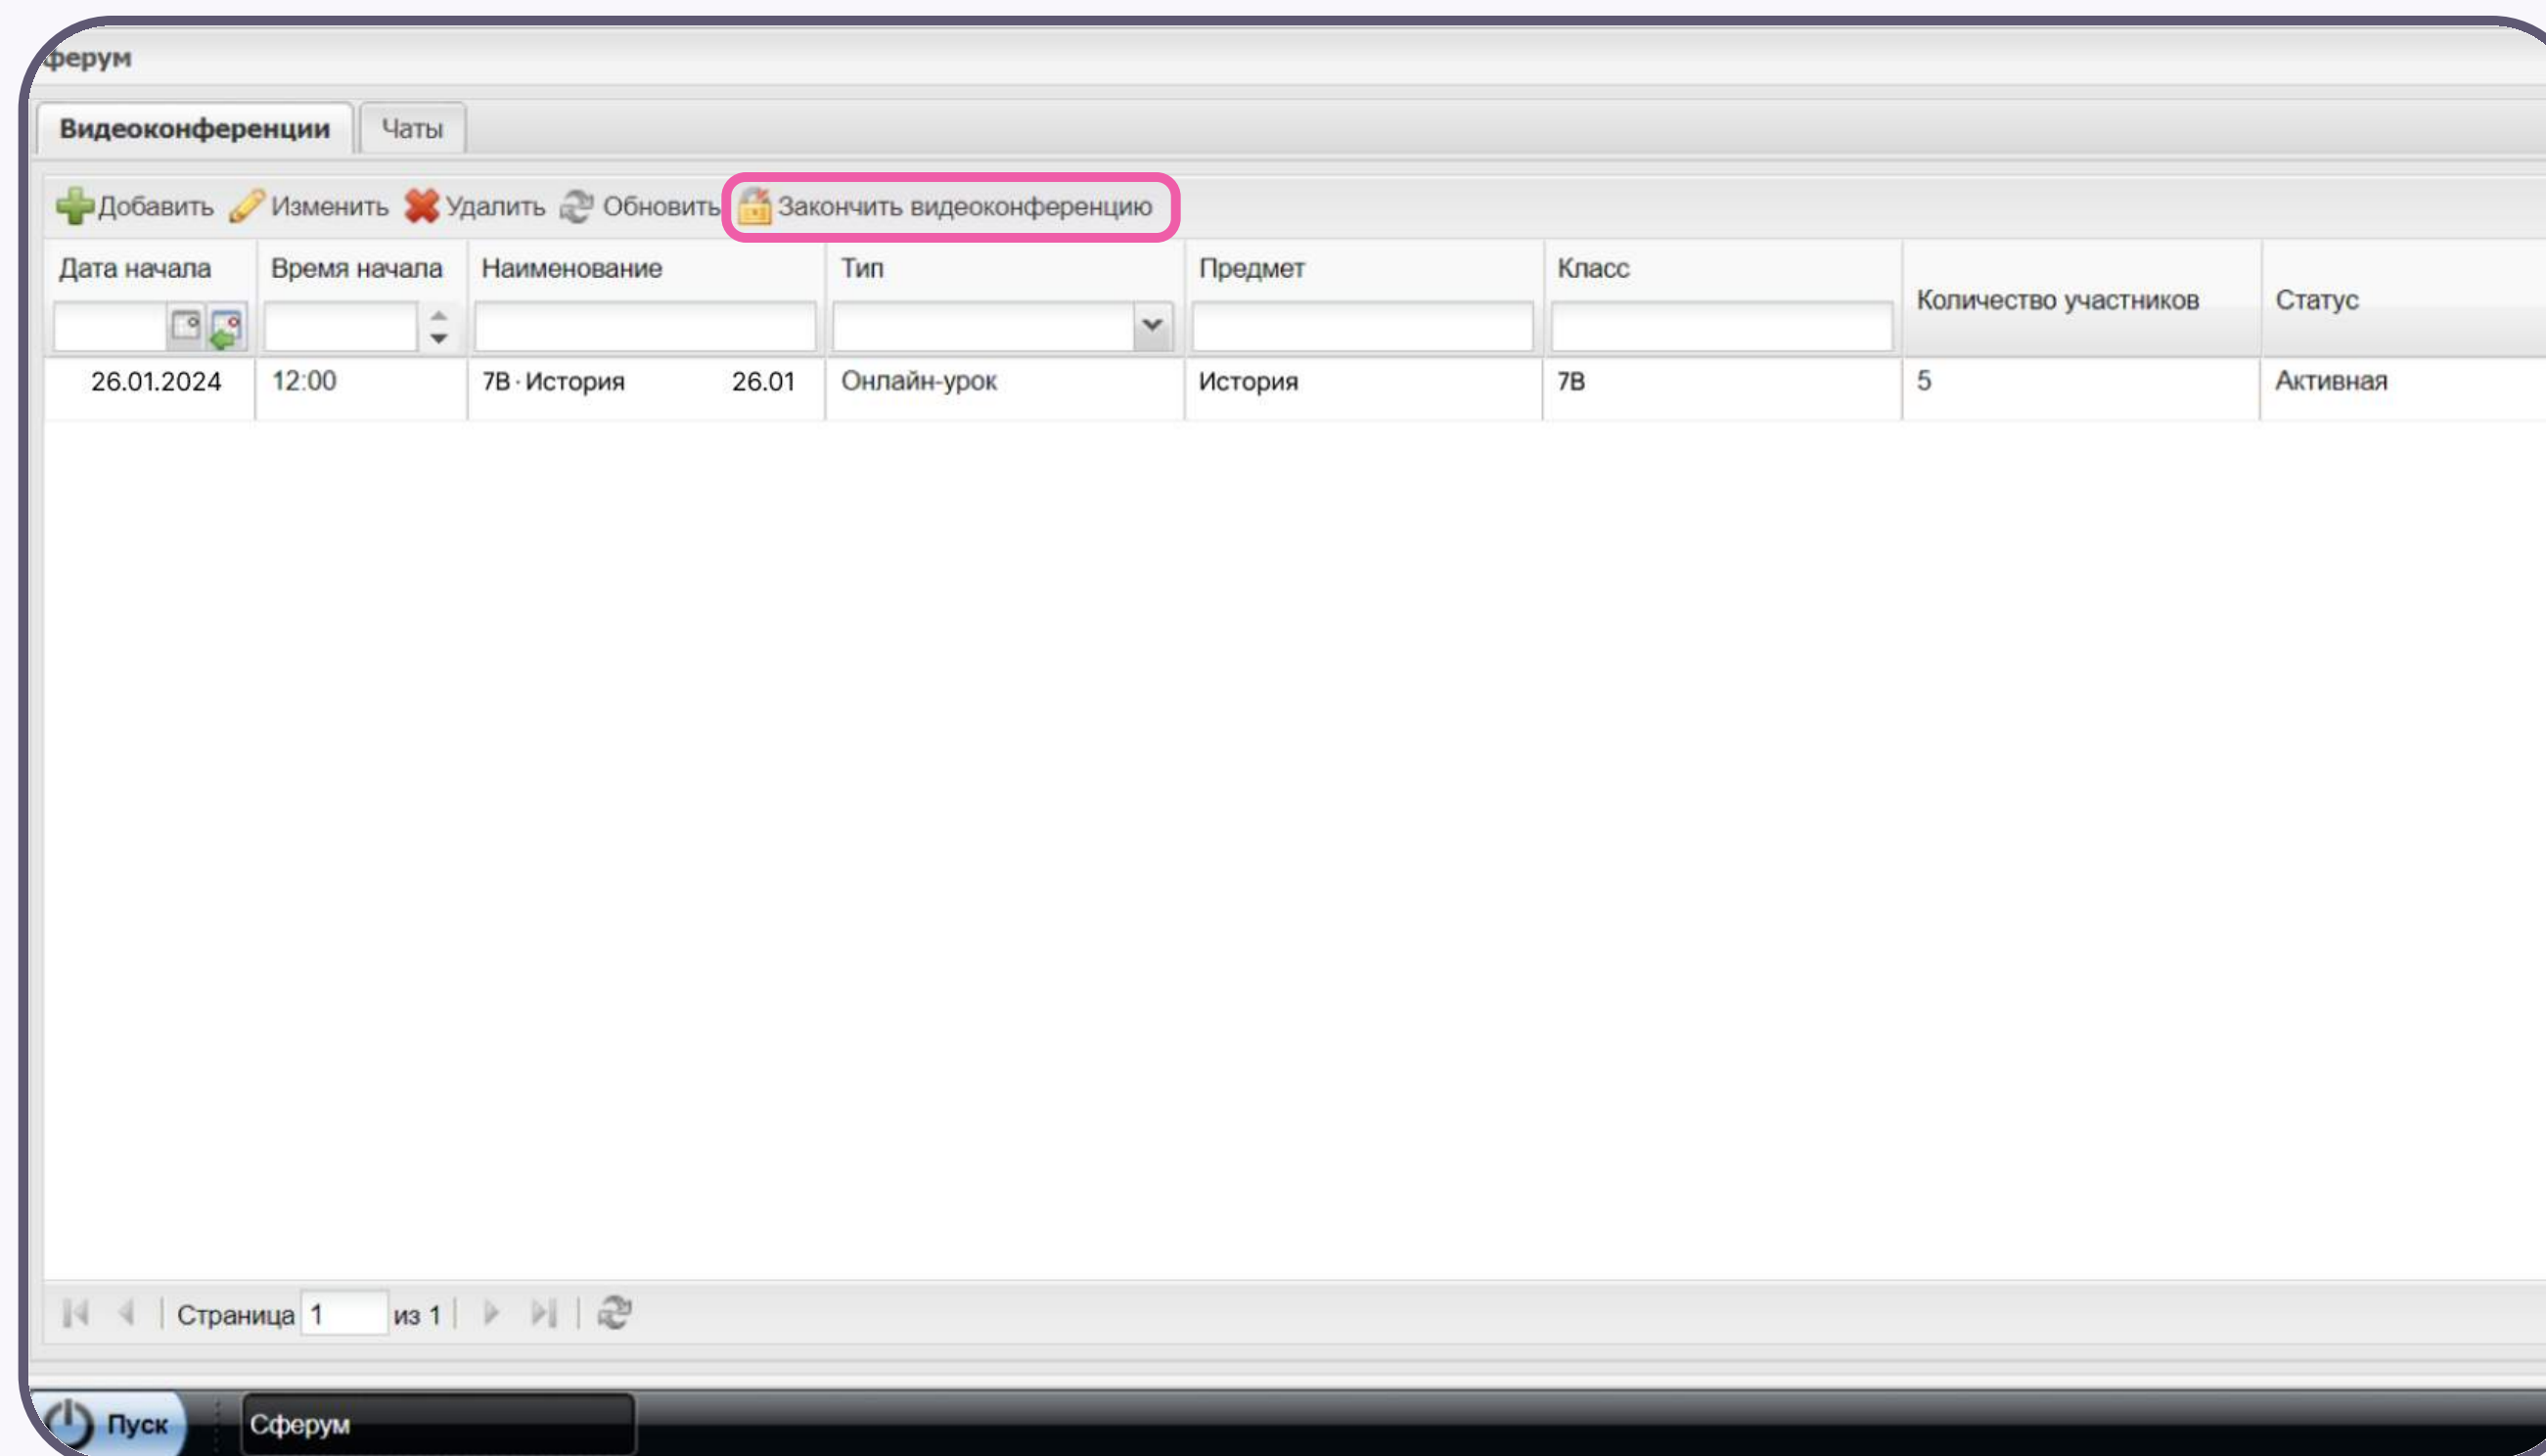 ферум
Видеоконференции Чаты
Добавить Изменить Удалить Обновить Закончить видеоконференцию
Дата начала Время начала Наименование Тип Предмет Класс Количество участников Статус
26.01.2024 12:00 7В · История 26.01 Онлайн-урок История 7В 5 Активная
Страница 1 из 1
Пуск Сферум